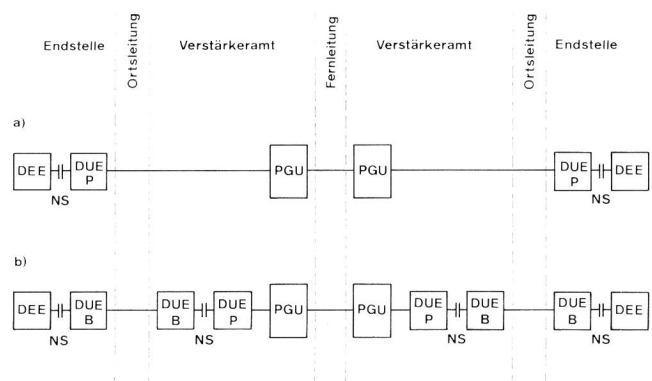 Endstelle Ortsleitung Verstärkeramt Fernleitung Verstärkeramt Ortsleitung Endstelle
a)
DEE DUE P PGU PGU DUE P DEE
NS NS
b)
DEE DUE B DUE B DUE P PGU PGU DUE P DUE B DUE B DEE
NS NS NS NS